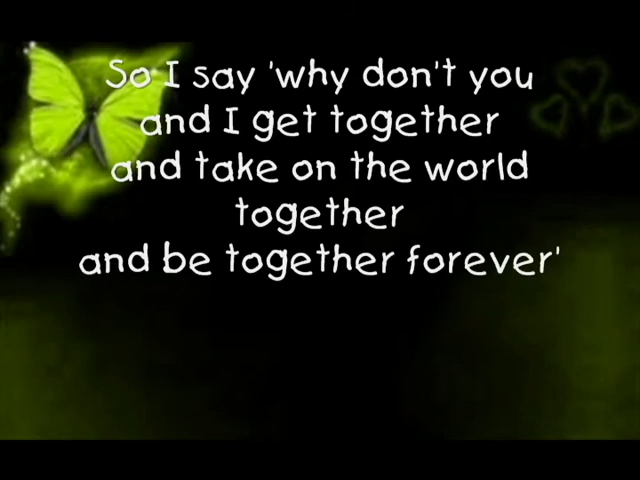 So I say 'why don't you
and I get together
and take on the world
together
and be together forever'